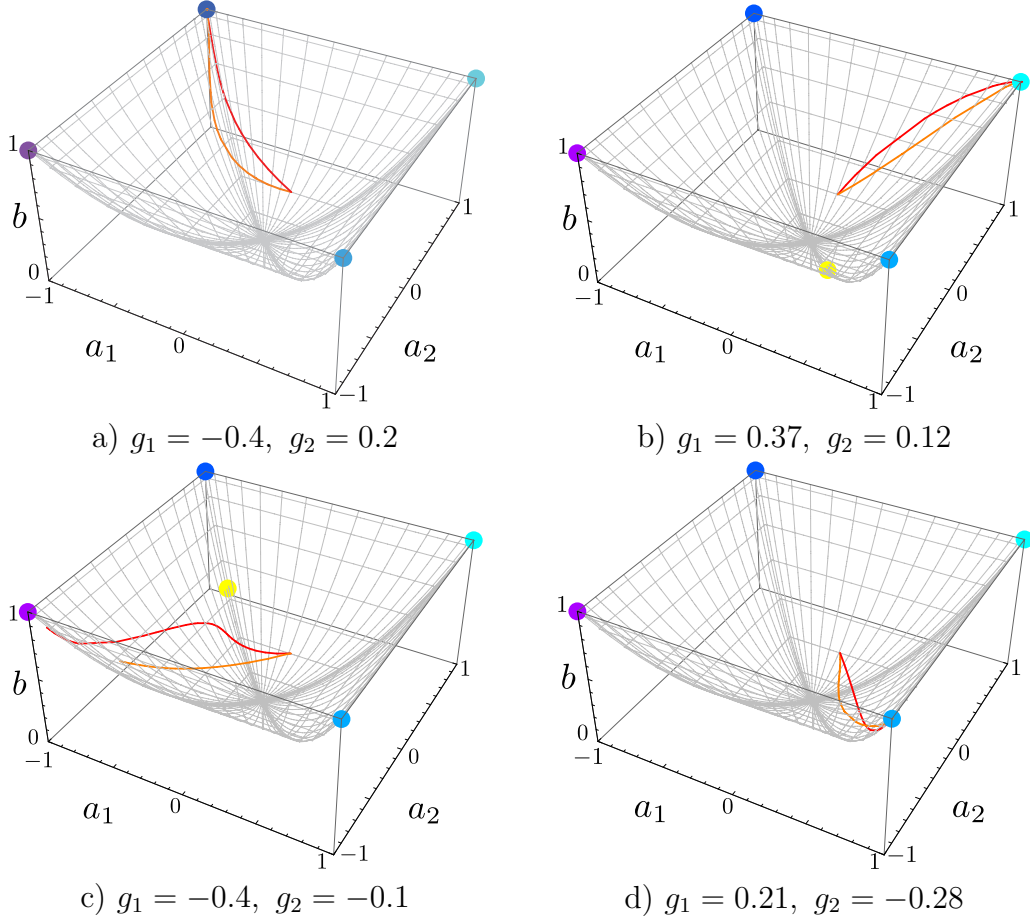 1
b
0
−1
a₁
0
1
−1
a₂
0
1
a) g₁ = −0.4, g₂ = 0.2
1
b
0
−1
a₁
0
1
−1
a₂
0
1
b) g₁ = 0.37, g₂ = 0.12
1
b
0
−1
a₁
0
1
−1
a₂
0
1
c) g₁ = −0.4, g₂ = −0.1
1
b
0
−1
a₁
0
1
−1
a₂
0
1
d) g₁ = 0.21, g₂ = −0.28